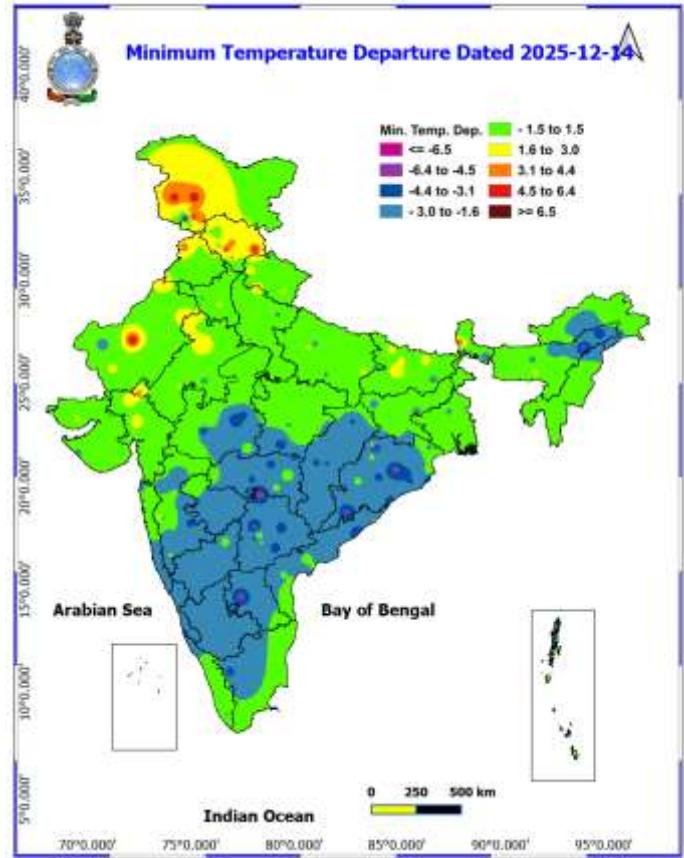 Minimum Temperature Departure Dated 2025-12-14
Min. Temp. Dep.
<= -6.5
-6.4 to -4.5
-4.4 to -3.1
- 3.0 to -1.6
- 1.5 to 1.5
1.6 to 3.0
3.1 to 4.4
4.5 to 6.4
>= 6.5
40°0.000'
35°0.000'
30°0.000'
25°0.000'
20°0.000'
15°0.000'
10°0.000'
5°0.000'
Arabian Sea
Bay of Bengal
0 250 500 km
Indian Ocean
70°0.000' 75°0.000' 80°0.000' 85°0.000' 90°0.000' 95°0.000'